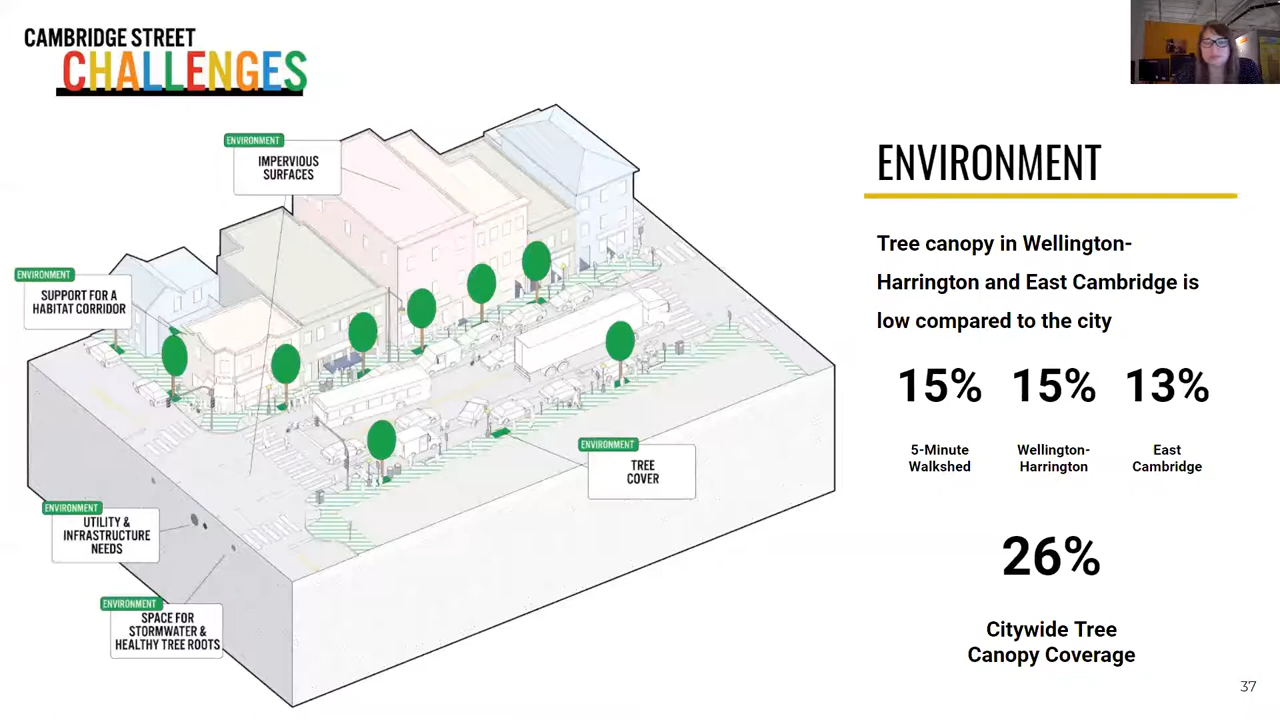 CAMBRIDGE STREET
CHALLENGES
ENVIRONMENT
IMPERVIOUS
SURFACES
ENVIRONMENT
SUPPORT FOR A
HABITAT CORRIDOR
ENVIRONMENT
TREE
COVER
ENVIRONMENT
UTILITY &
INFRASTRUCTURE
NEEDS
ENVIRONMENT
SPACE FOR
STORMWATER &
HEALTHY TREE ROOTS
ENVIRONMENT
Tree canopy in Wellington-
Harrington and East Cambridge is
low compared to the city
15% 15% 13%
5-Minute Wellington- East
Walkshed Harrington Cambridge
26%
Citywide Tree
Canopy Coverage
37